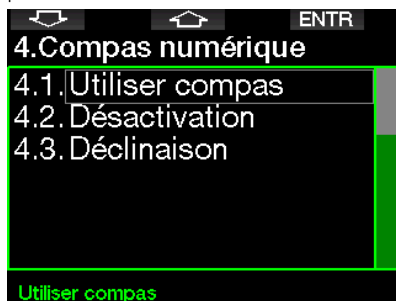 ENTR
4.Compas numérique
4.1.Utiliser compas
4.2.Désactivation
4.3.Déclinaison
Utiliser compas